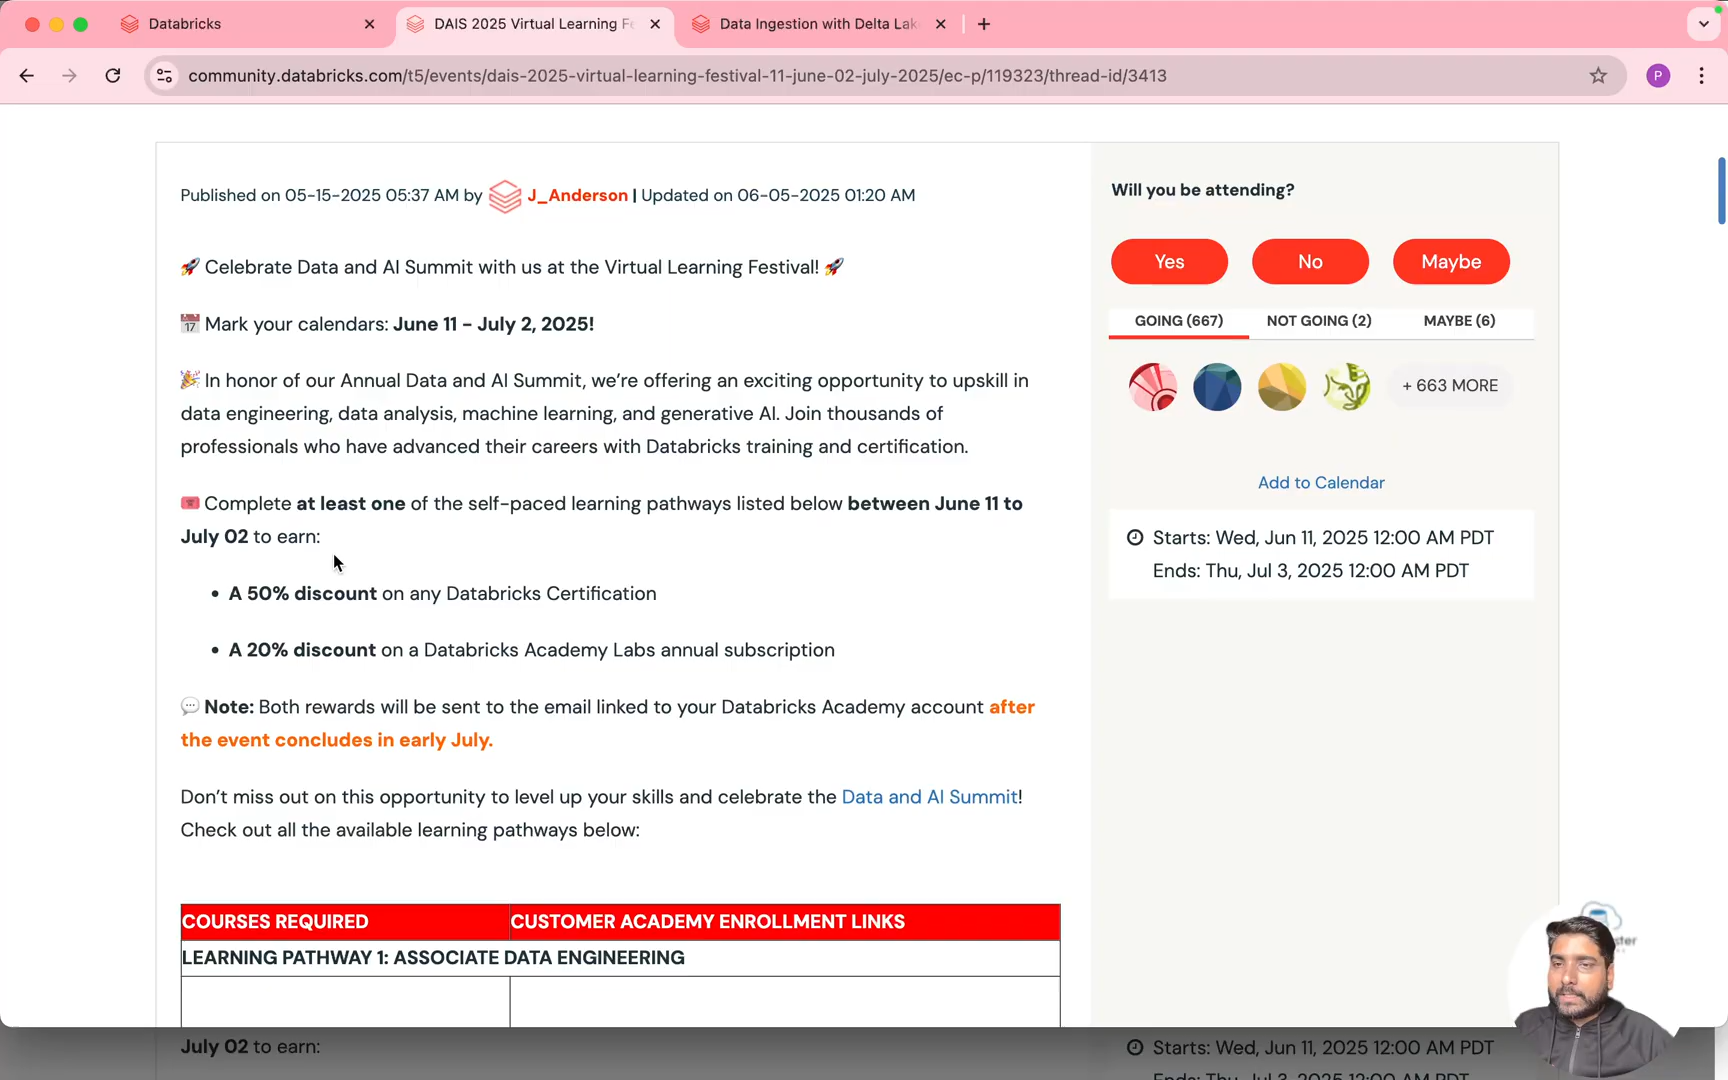 Databricks
DAIS 2025 Virtual Learning Fe
Data Ingestion with Delta Lak
community.databricks.com/t5/events/dais-2025-virtual-learning-festival-11-june-02-july-2025/ec-p/119323/thread-id/3413
P
Published on 05-15-2025 05:37 AM by J_Anderson | Updated on 06-05-2025 01:20 AM
🚀 Celebrate Data and AI Summit with us at the Virtual Learning Festival! 🚀
📅 Mark your calendars: June 11 - July 2, 2025!
🎉 In honor of our Annual Data and AI Summit, we’re offering an exciting opportunity to upskill in
data engineering, data analysis, machine learning, and generative AI. Join thousands of
professionals who have advanced their careers with Databricks training and certification.
🎟️ Complete at least one of the self-paced learning pathways listed below between June 11 to
July 02 to earn:
• A 50% discount on any Databricks Certification
• A 20% discount on a Databricks Academy Labs annual subscription
💬 Note: Both rewards will be sent to the email linked to your Databricks Academy account after
the event concludes in early July.
Don’t miss out on this opportunity to level up your skills and celebrate the Data and AI Summit!
Check out all the available learning pathways below:
COURSES REQUIRED CUSTOMER ACADEMY ENROLLMENT LINKS
LEARNING PATHWAY 1: ASSOCIATE DATA ENGINEERING
Will you be attending?
Yes No Maybe
GOING (667) NOT GOING (2) MAYBE (6)
+ 663 MORE
Add to Calendar
Starts: Wed, Jun 11, 2025 12:00 AM PDT
Ends: Thu, Jul 3, 2025 12:00 AM PDT
July 02 to earn:
Starts: Wed, Jun 11, 2025 12:00 AM PDT
Ends: Thu, Jul 3, 2025 12:00 AM PDT